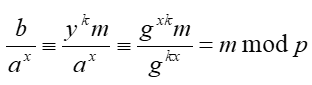 b/a^x ≡ y^k m/a^x ≡ g^{xk} m/g^{kx} = m mod p